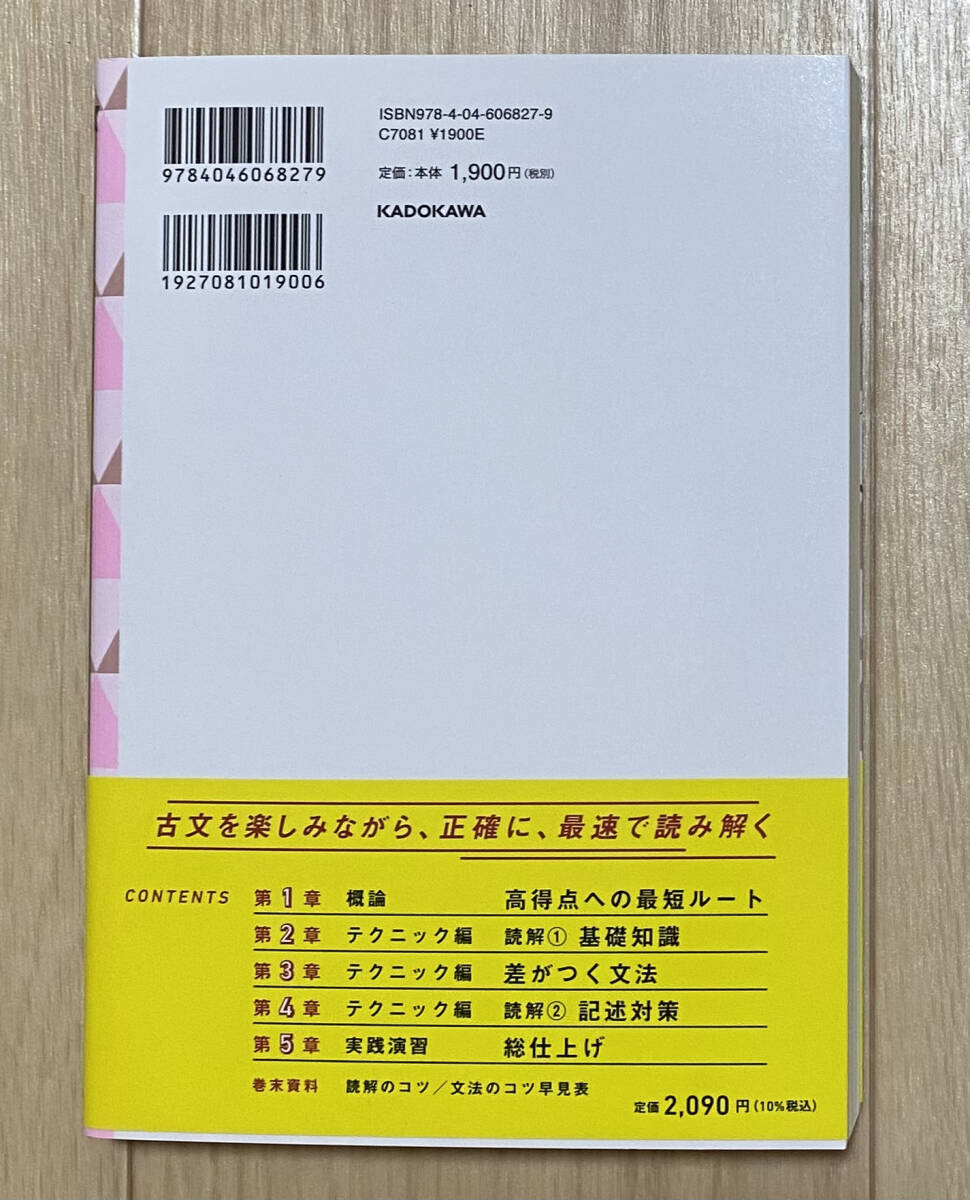 9784046068279
ISBN978-4-04-606827-9
C7081 ¥1900E
定価:本体 1,900円(税別)
KADOKAWA
1927081019006
古文を楽しみながら、正確に、最速で読み解く
CONTENTS 第1章 概論 高得点への最短ルート
第2章 テクニック編 読解① 基礎知識
第3章 テクニック編 差がつく文法
第4章 テクニック編 読解② 記述対策
第5章 実践演習 総仕上げ
巻末資料 読解のコツ/文法のコツ早見表
定価 2,090円(10%税込)